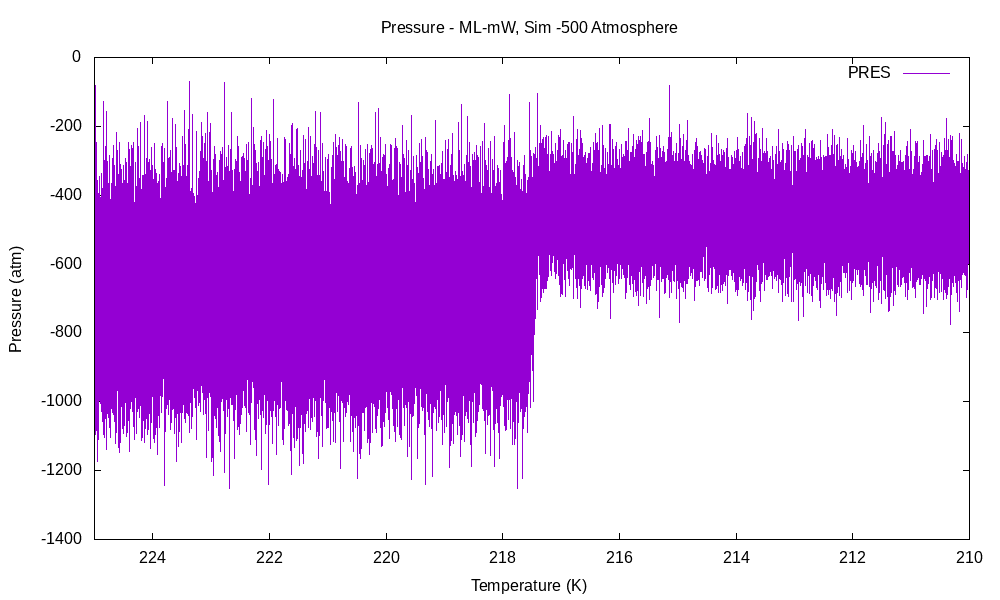 Pressure - ML-mW, Sim -500 Atmosphere
PRES
0
-200
-400
-600
-800
-1000
-1200
-1400
Pressure (atm)
224 222 220 218 216 214 212 210
Temperature (K)